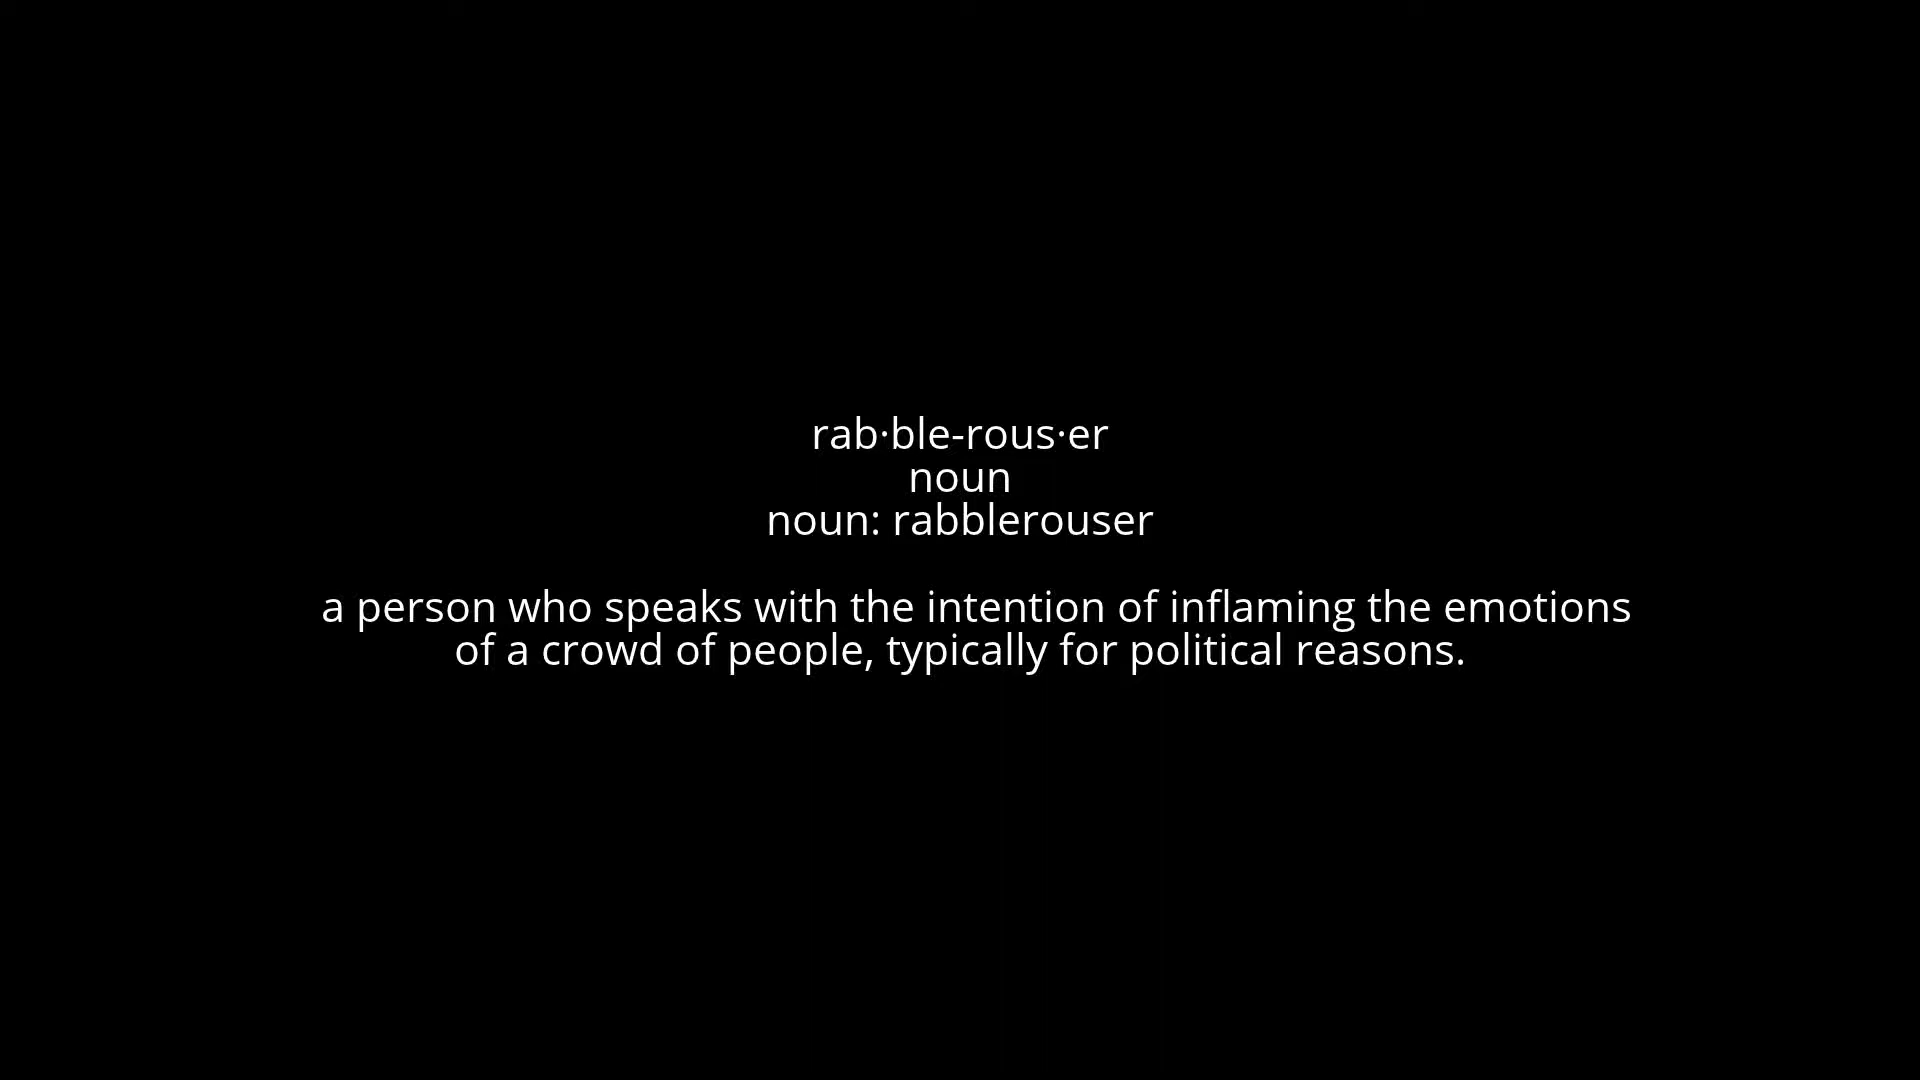 rab·ble-rous·er
noun
noun: rabblerouser
a person who speaks with the intention of inflaming the emotions
of a crowd of people, typically for political reasons.